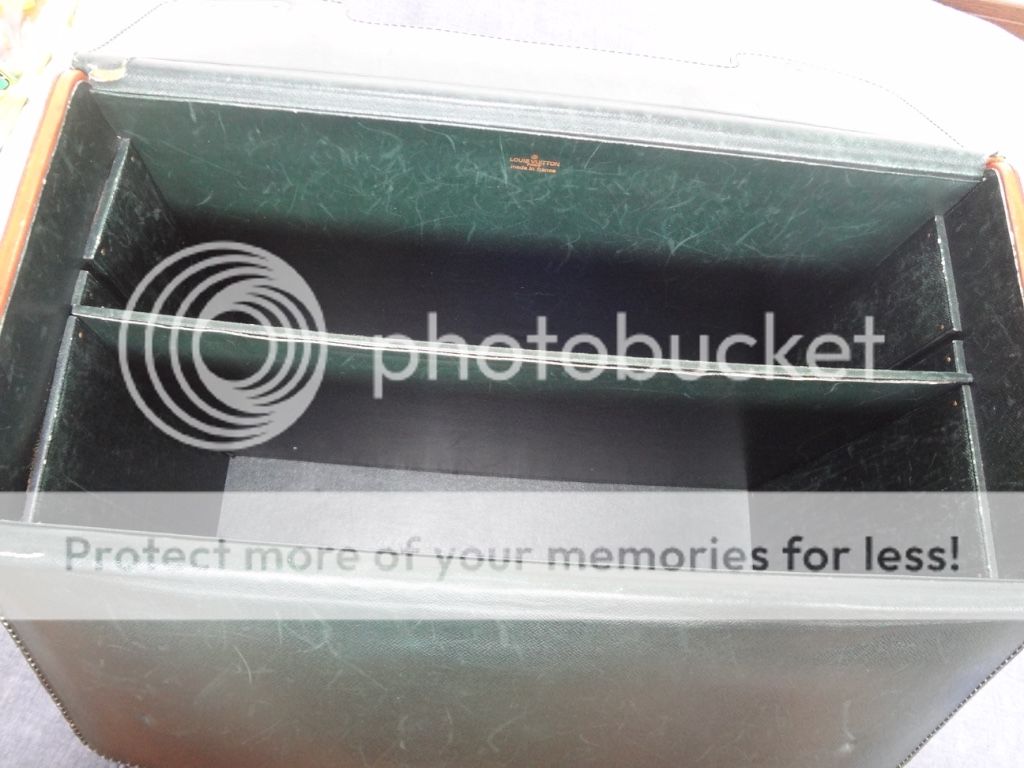 LOUIS VUITTON
made in france
photobucket
Protect more of your memories for less!